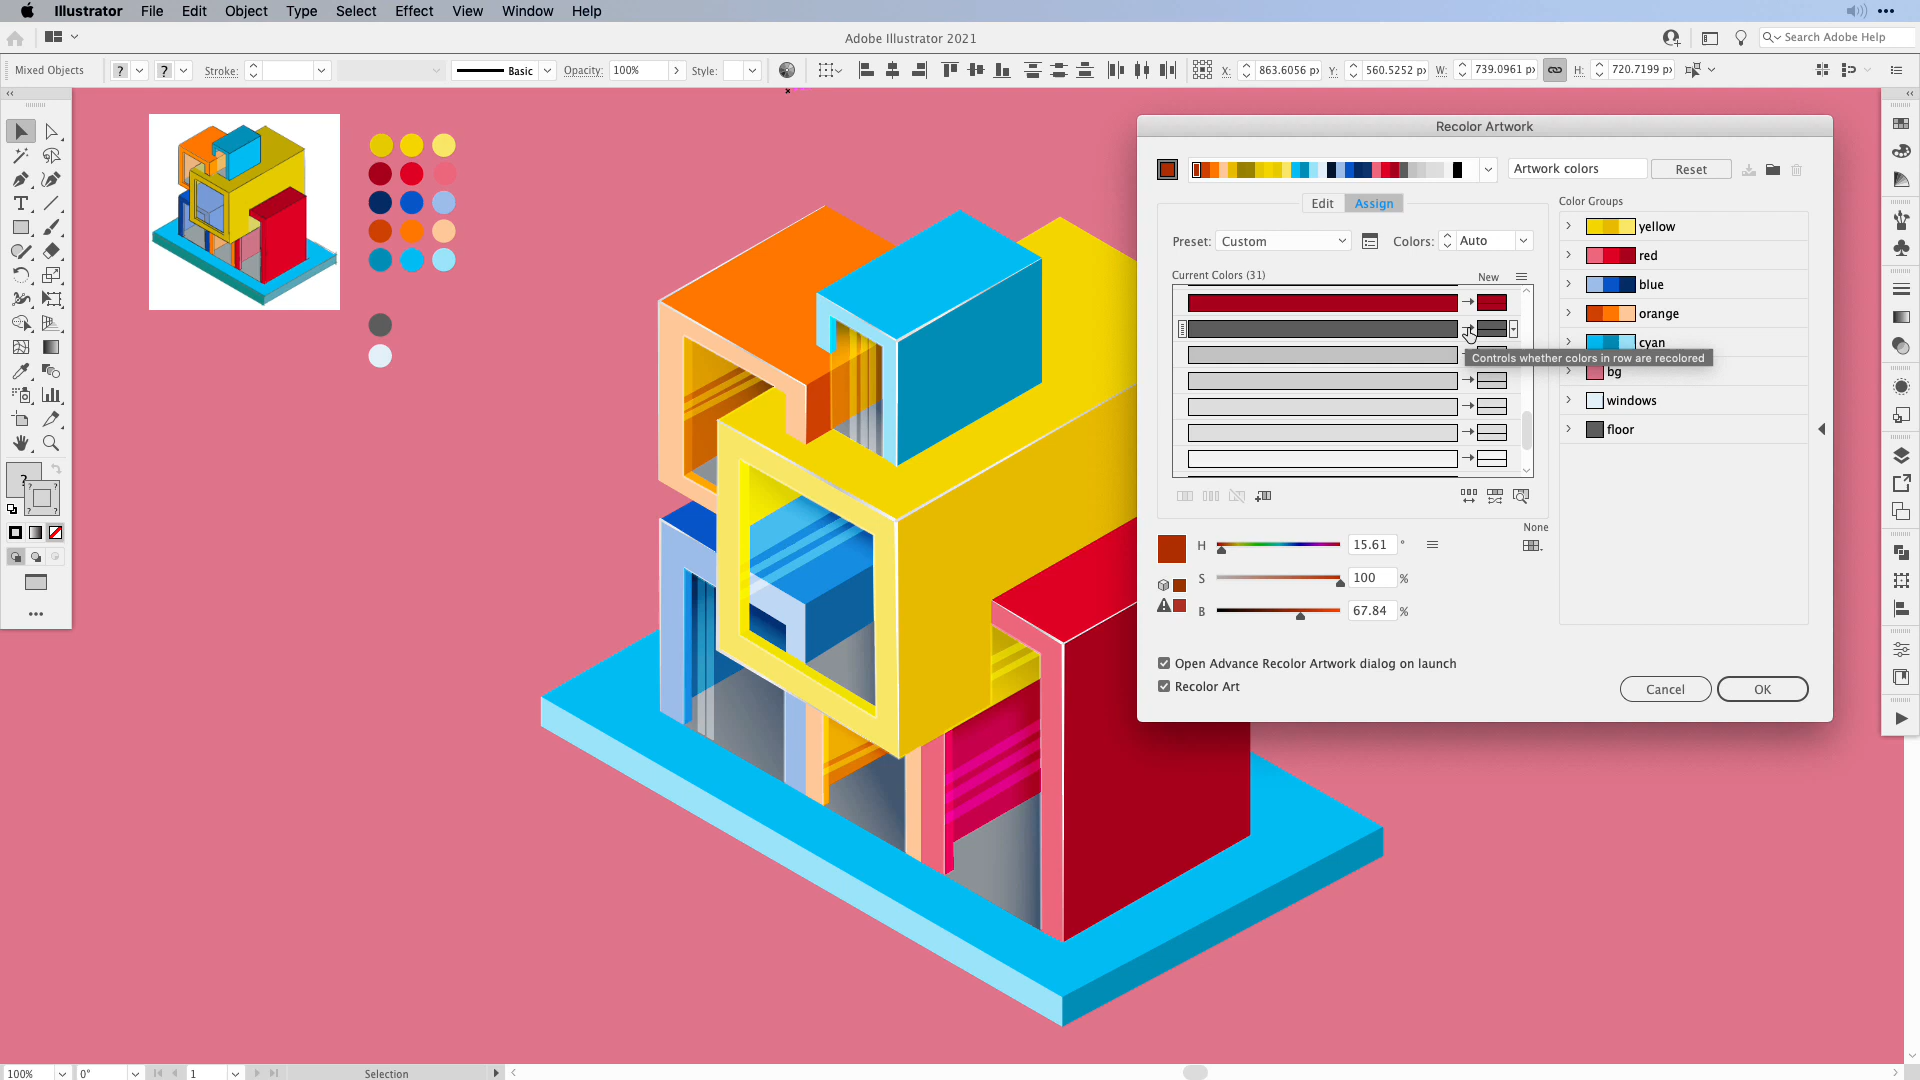 Illustrator File Edit Object Type Select Effect View Window Help
Adobe Illustrator 2021
Search Adobe Help
Mixed Objects ? ? Stroke: Basic Opacity: 100% Style: X: 863.6056 px Y: 560.5252 px W: 739.0961 px H: 720.7199 px
Recolor Artwork
Artwork colors Reset
Edit Assign
Color Groups
Preset: Custom Colors: Auto
Current Colors (31) New
yellow
red
blue
orange
cyan
Controls whether colors in row are recolored
bg
windows
floor
None
H 15.61 °
S 100 %
B 67.84 %
Open Advance Recolor Artwork dialog on launch
Recolor Art
Cancel OK
?
? ?
100% 0° 1 Selection